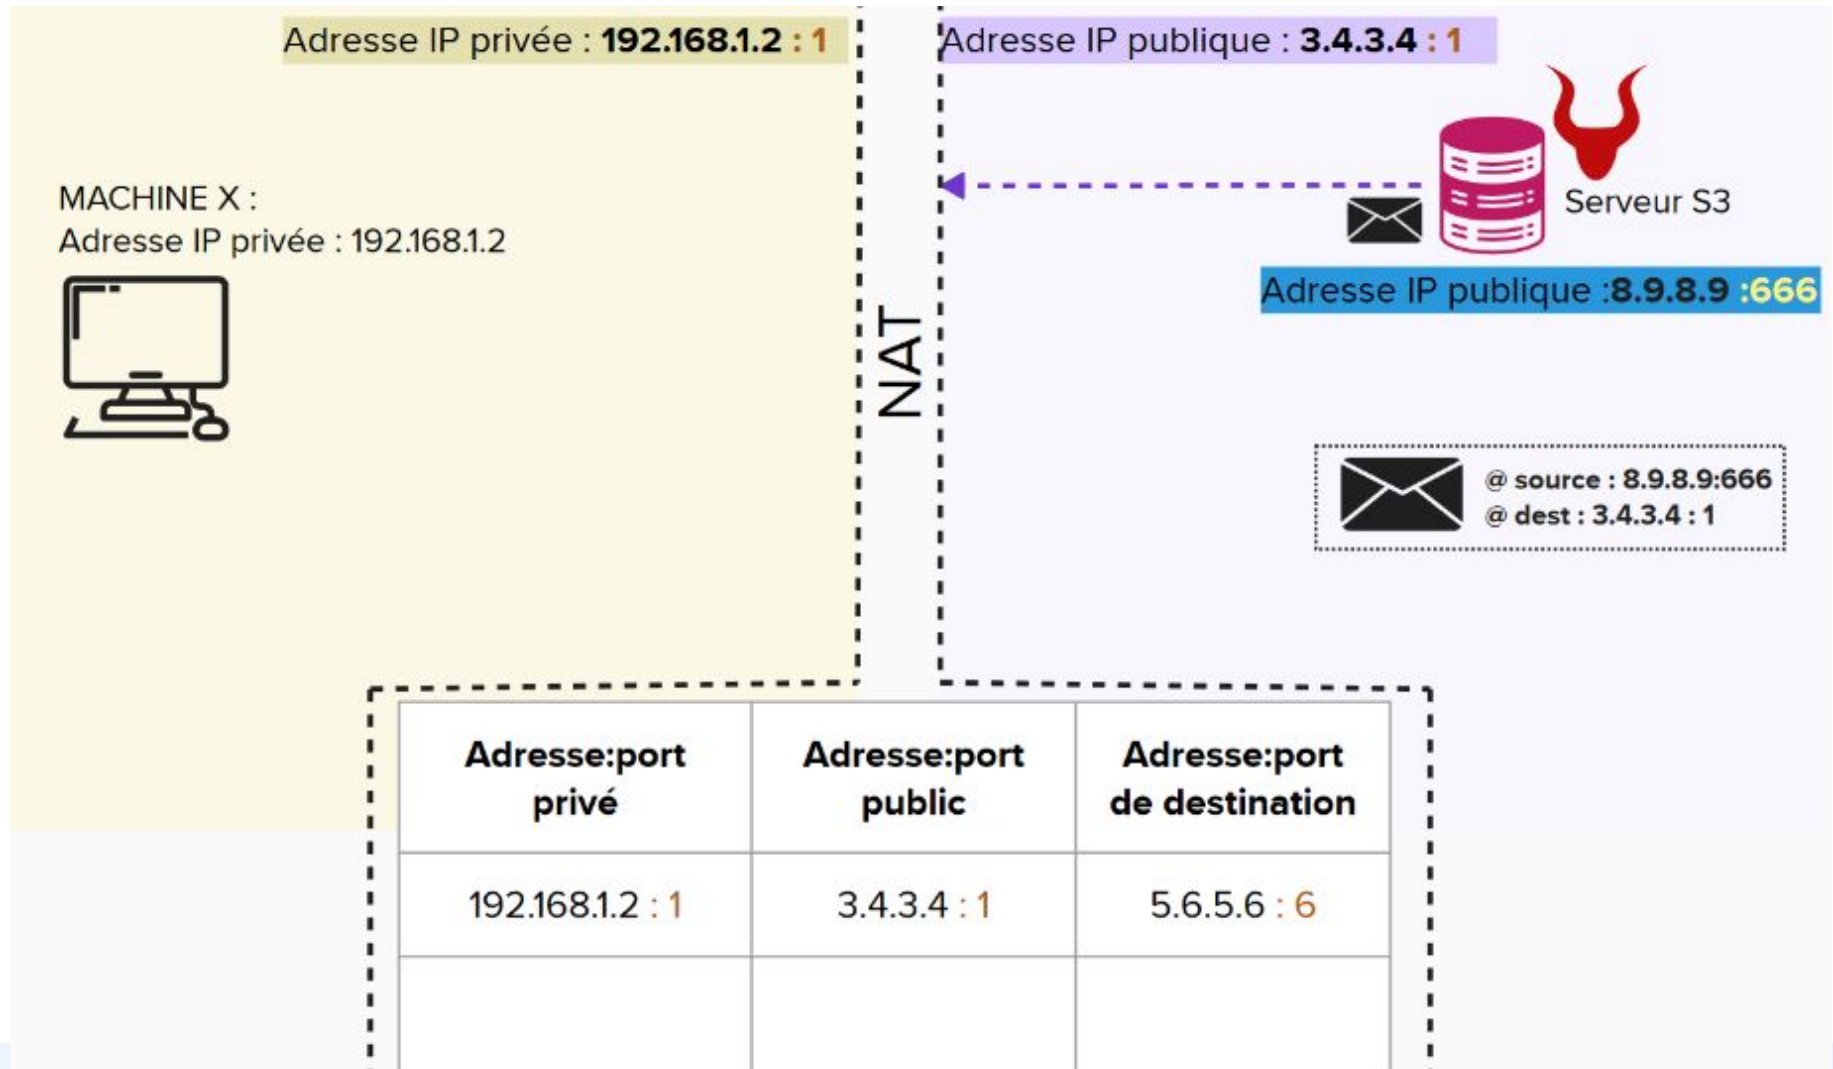 Adresse IP privée : 192.168.1.2 : 1
Adresse IP publique : 3.4.3.4 : 1
MACHINE X :
Adresse IP privée : 192.168.1.2
Serveur S3
Adresse IP publique :8.9.8.9 :666
NAT
@ source : 8.9.8.9:666
@ dest : 3.4.3.4 : 1
Adresse:port
privé
Adresse:port
public
Adresse:port
de destination
192.168.1.2 : 1
3.4.3.4 : 1
5.6.5.6 : 6